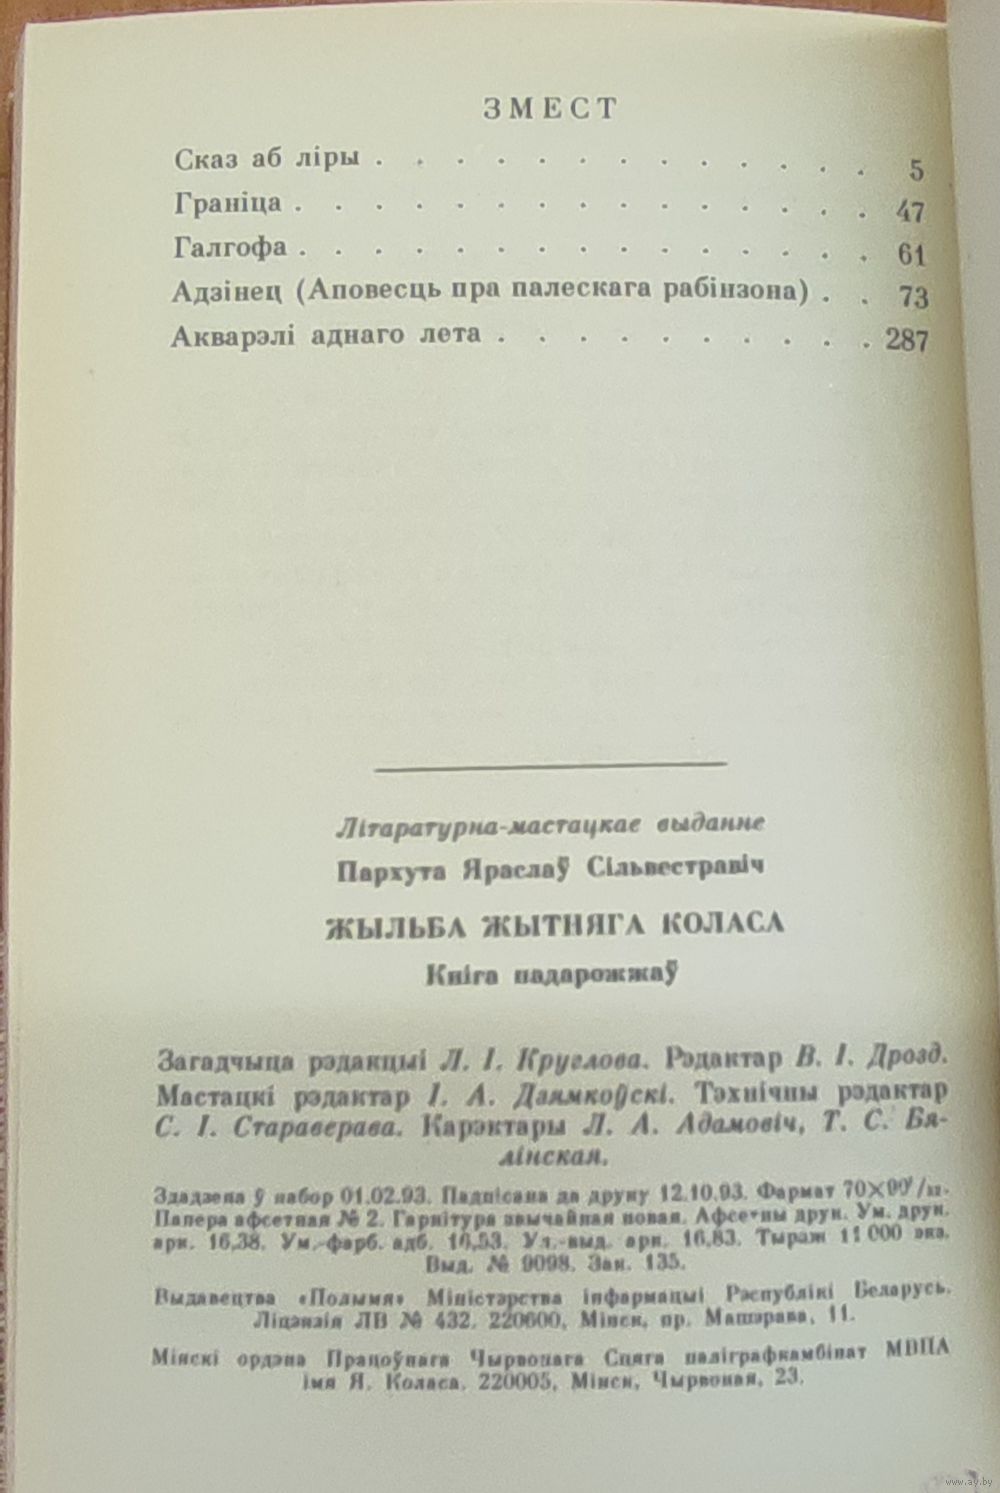 ЗМЕСТ
Сказ аб ліры . . . . . . . . . . . . . 5
Граніца . . . . . . . . . . . . . . . 47
Галгофа . . . . . . . . . . . . . . . 61
Адзінец (Аповесць пра палескага рабінзона) . . 73
Акварэлі аднаго лета . . . . . . . . . . 287
Літаратурна-мастацкае выданне
Пархута Яраслаў Сільвестравіч
ЖЫЛЬБА ЖЫТНЯГА КОЛАСА
Кніга падарожжаў
Загадчыца рэдакцыі Л. І. Круглова. Рэдактар В. І. Дрозд.
Мастацкі рэдактар І. А. Дзямкоўскі. Тэхнічны рэдактар
С. І. Стараверава. Карэктары Л. А. Адамовіч, Т. С. Бя-
лінская.
Здадзена ў набор 01.02.93. Падпісана да друку 12.10.93. Фармат 70×90¹/₃₂.
Папера афсетная № 2. Гарнітура звычайная новая. Афсетны друк. Ум. друк.
арк. 16,38. Ум.-фарб. адб. 16,53. Ул.-выд. арк. 16,83. Тыраж 11 000 экз.
Выд. № 9098. Зак. 135.
Выдавецтва «Полымя» Міністэрства інфармацыі Рэспублікі Беларусь.
Ліцэнзія ЛВ № 432. 220600, Мінск, пр. Машэрава, 11.
Мінскі ордэна Працоўнага Чырвонага Сцяга паліграфкамбінат МВПА
імя Я. Коласа. 220005, Мінск, Чырвоная, 23.
www.ay.by